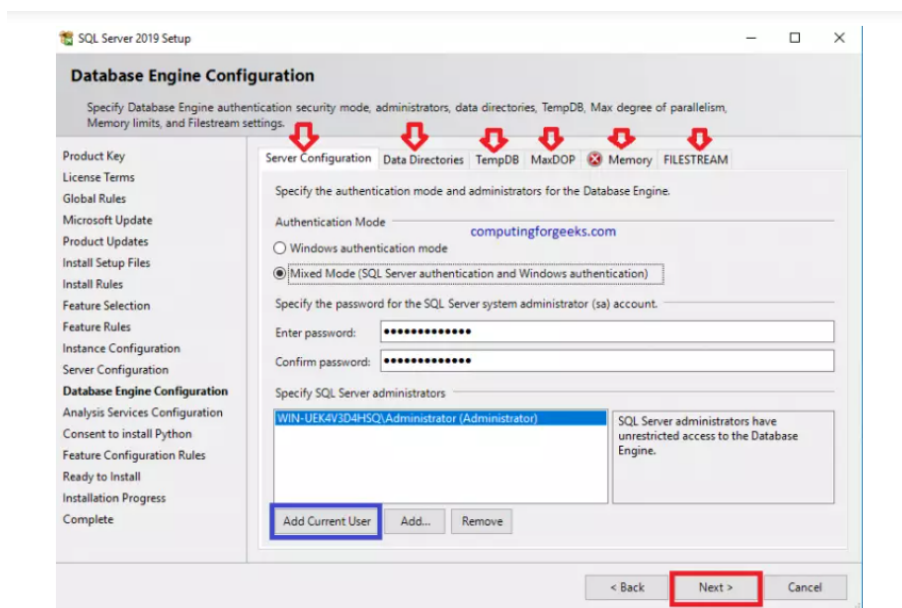 SQL Server 2019 Setup
Database Engine Configuration
Specify Database Engine authentication security mode, administrators, data directories, TempDB, Max degree of parallelism,
Memory limits, and Filestream settings.
Product Key
License Terms
Global Rules
Microsoft Update
Product Updates
Install Setup Files
Install Rules
Feature Selection
Feature Rules
Instance Configuration
Server Configuration
Database Engine Configuration
Analysis Services Configuration
Consent to install Python
Feature Configuration Rules
Ready to Install
Installation Progress
Complete
Server Configuration Data Directories TempDB MaxDOP Memory FILESTREAM
Specify the authentication mode and administrators for the Database Engine.
Authentication Mode
computingforgeeks.com
Windows authentication mode
Mixed Mode (SQL Server authentication and Windows authentication)
Specify the password for the SQL Server system administrator (sa) account.
Enter password: •••••••••••••
Confirm password: •••••••••••••
Specify SQL Server administrators
WIN-UEK4V3D4HSQ\Administrator (Administrator)
SQL Server administrators have
unrestricted access to the Database
Engine.
Add Current User Add... Remove
< Back Next > Cancel